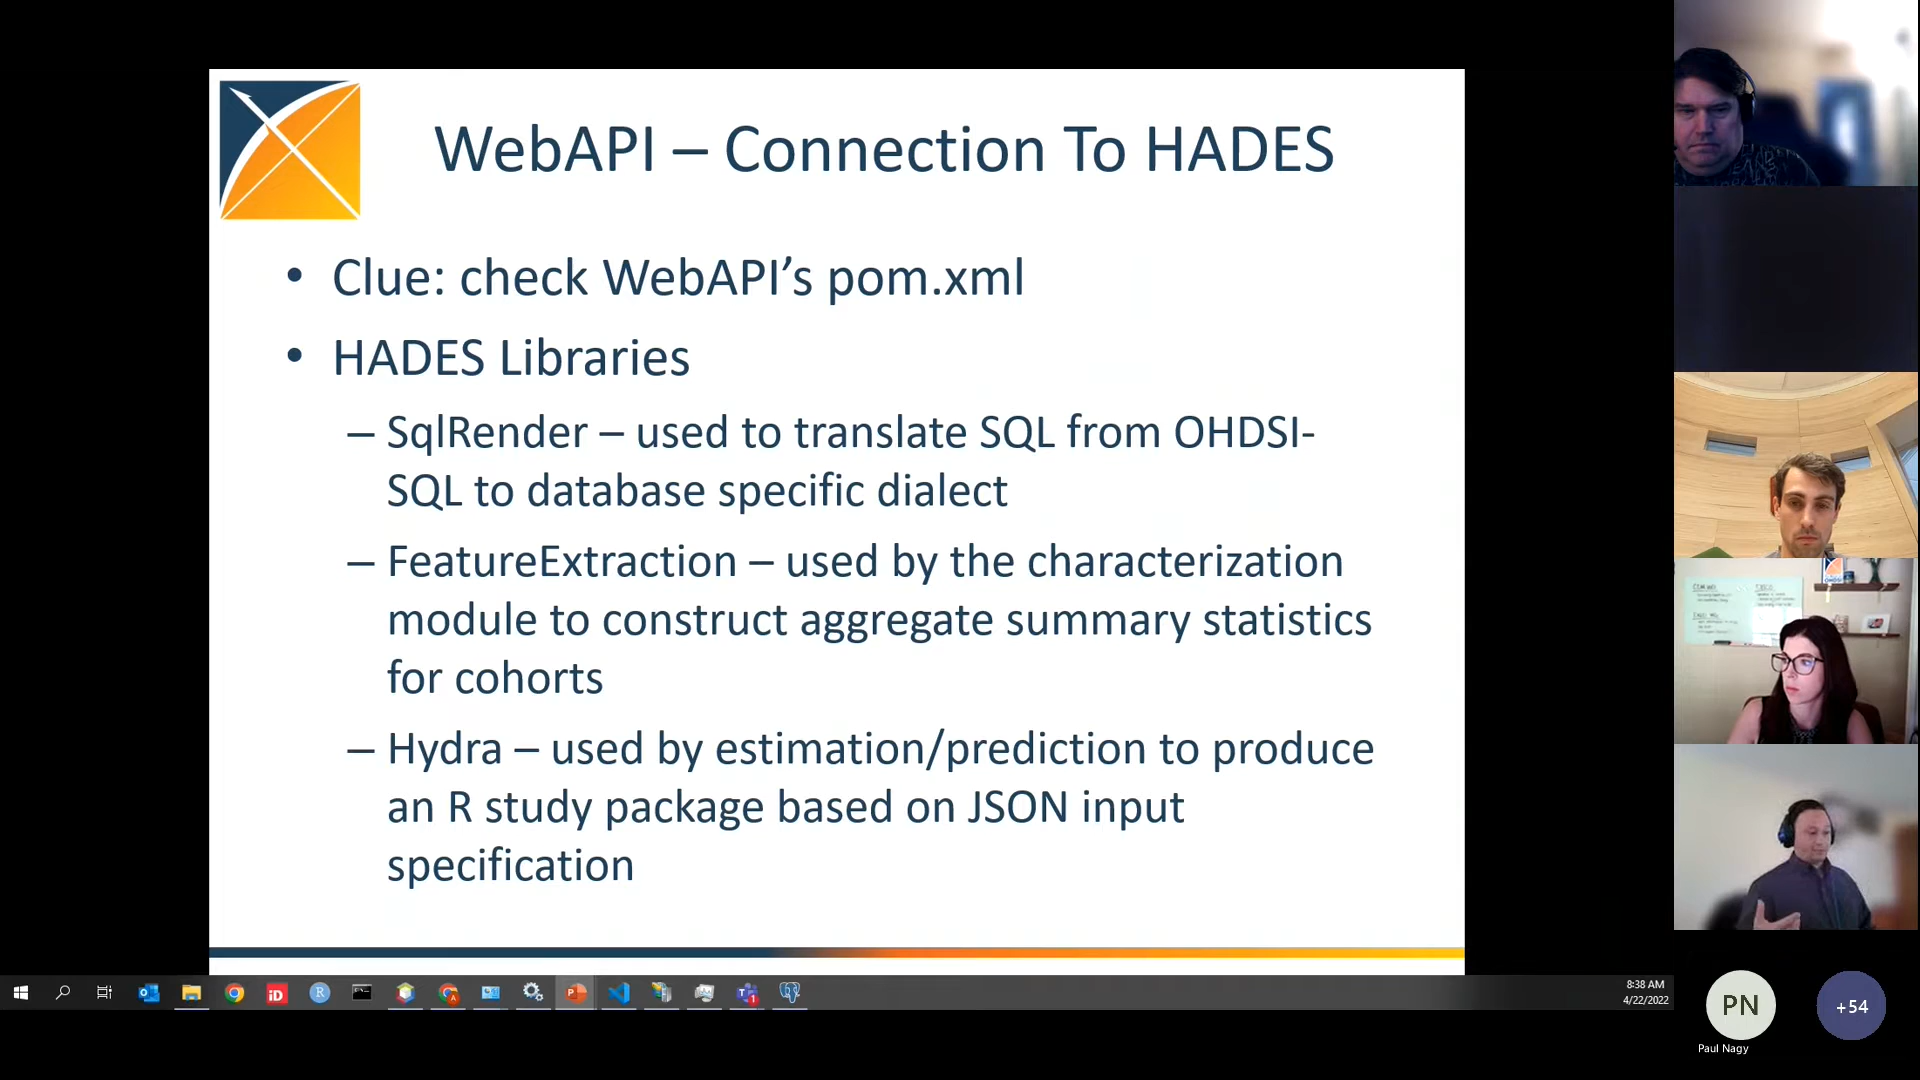 WebAPI – Connection To HADES
• Clue: check WebAPI’s pom.xml
• HADES Libraries
– SqlRender – used to translate SQL from OHDSI-
SQL to database specific dialect
– FeatureExtraction – used by the characterization
module to construct aggregate summary statistics
for cohorts
– Hydra – used by estimation/prediction to produce
an R study package based on JSON input
specification
8:38 AM
4/22/2022
PN
+54
Paul Nagy